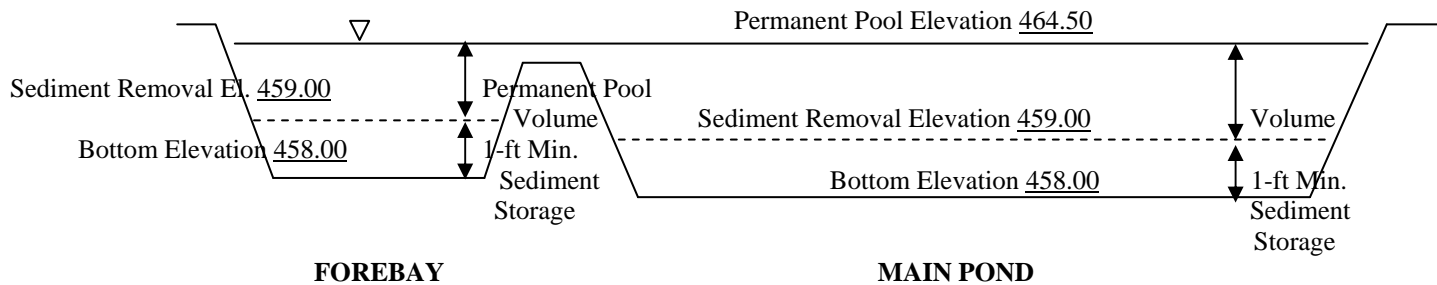 Permanent Pool Elevation 464.50
Sediment Removal El. 459.00
Permanent Pool
Volume
Sediment Removal Elevation 459.00
Volume
Bottom Elevation 458.00
1-ft Min.
Sediment
Storage
Bottom Elevation 458.00
1-ft Min.
Sediment
Storage
FOREBAY
MAIN POND